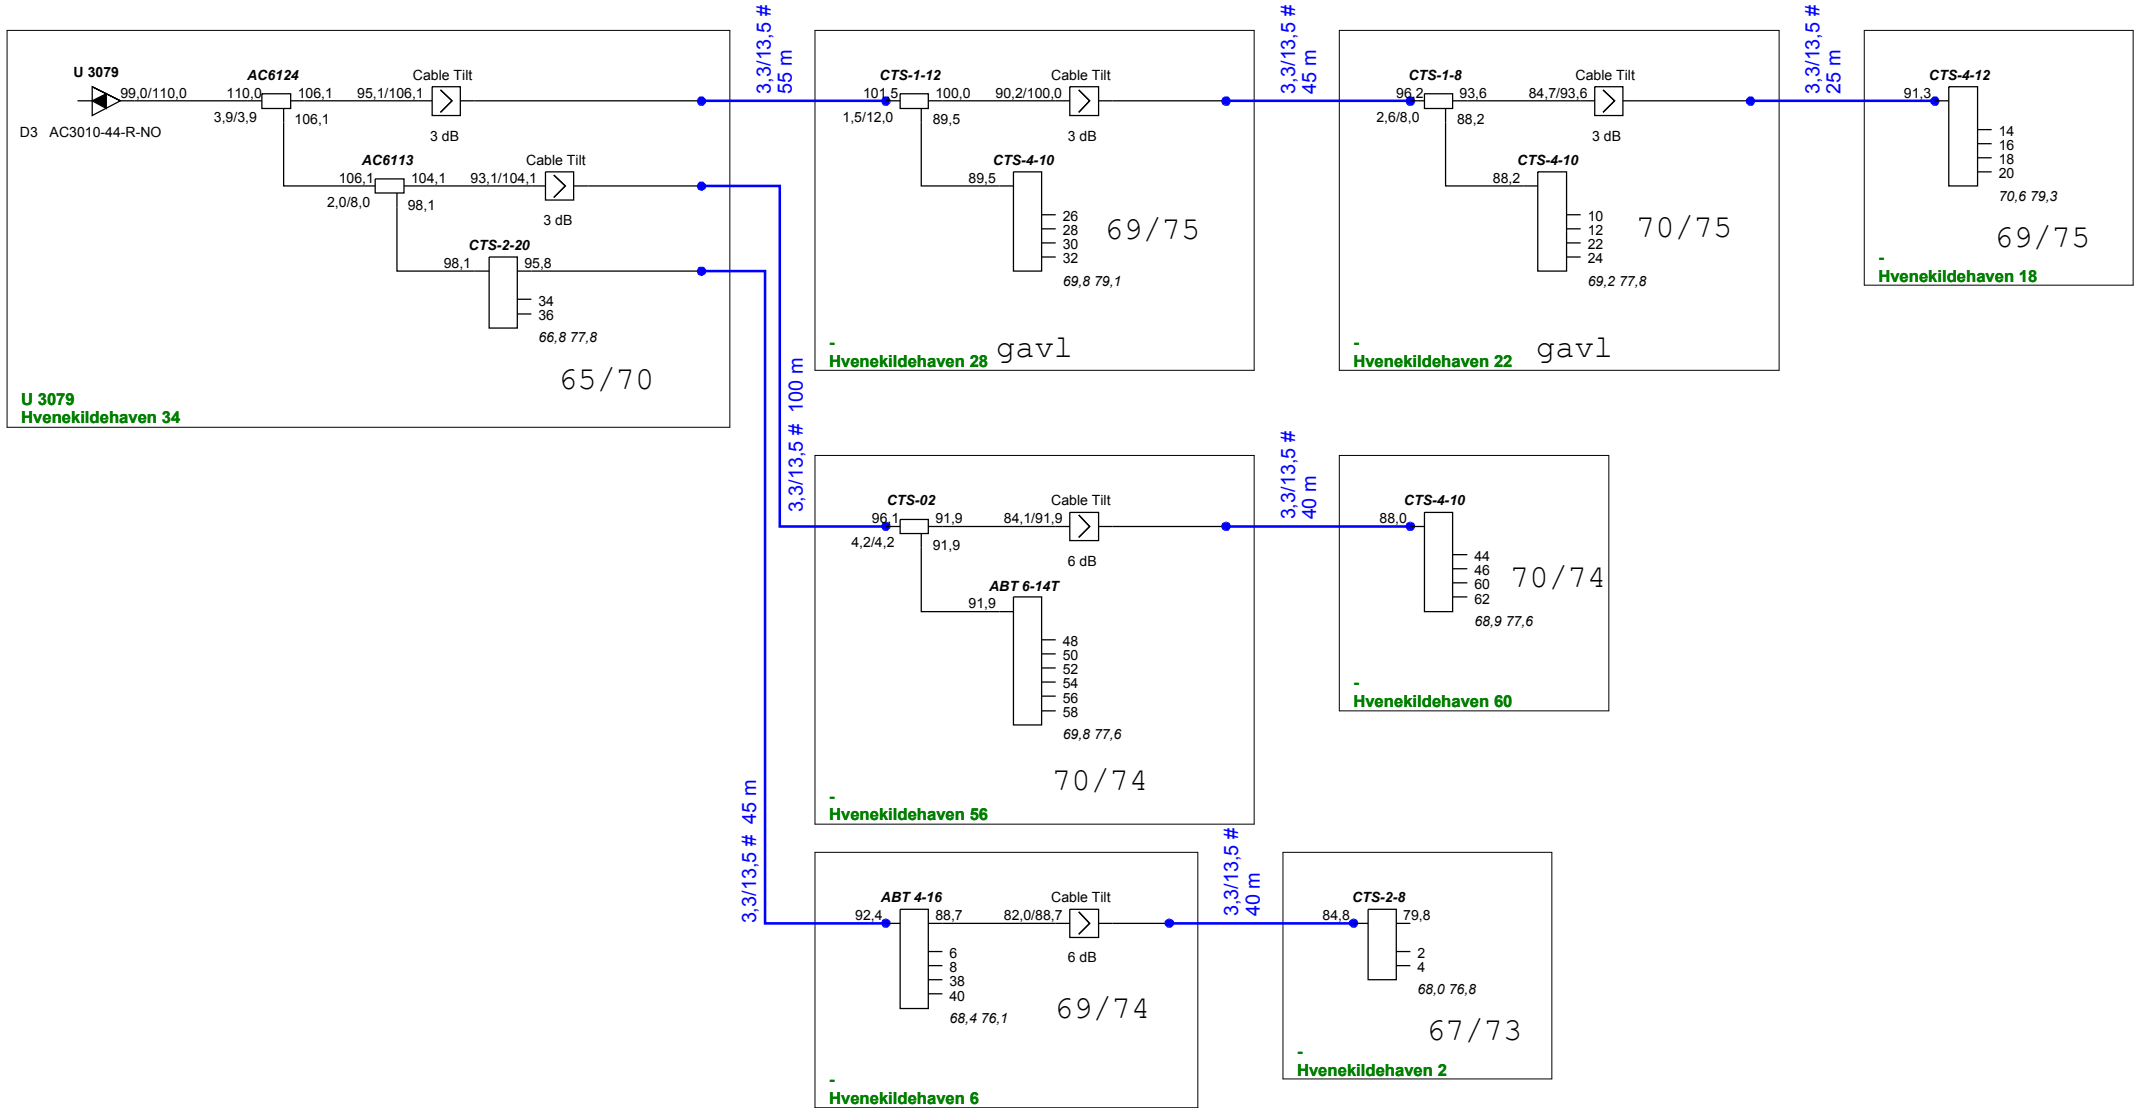 U 3079
99,0/110,0
D3 AC3010-44-R-NO
AC6124
110,0
106,1
3,9/3,9
106,1
95,1/106,1
Cable Tilt
3 dB
AC6113
106,1
104,1
2,0/8,0
98,1
93,1/104,1
Cable Tilt
3 dB
CTS-2-20
98,1
95,8
34
36
66,8 77,8
65/70
U 3079
Hvenekildehaven 34
3,3/13,5 #
55 m
CTS-1-12
101,5
100,0
1,5/12,0
89,5
90,2/100,0
Cable Tilt
3 dB
CTS-4-10
89,5
26
28
30
32
69,8 79,1
69/75
gavl
-
Hvenekildehaven 28
3,3/13,5 #
45 m
CTS-1-8
96,2
93,6
2,6/8,0
88,2
84,7/93,6
Cable Tilt
3 dB
CTS-4-10
88,2
10
12
22
24
69,2 77,8
70/75
gavl
-
Hvenekildehaven 22
3,3/13,5 #
25 m
CTS-4-12
91,3
14
16
18
20
70,6 79,3
69/75
-
Hvenekildehaven 18
3,3/13,5 # 100 m
CTS-02
96,1
91,9
4,2/4,2
91,9
84,1/91,9
Cable Tilt
6 dB
ABT 6-14T
91,9
48
50
52
54
56
58
69,8 77,6
70/74
-
Hvenekildehaven 56
3,3/13,5 #
40 m
CTS-4-10
88,0
44
46
60
62
68,9 77,6
70/74
-
Hvenekildehaven 60
3,3/13,5 # 45 m
ABT 4-16
92,4
88,7
82,0/88,7
Cable Tilt
6 dB
6
8
38
40
68,4 76,1
69/74
-
Hvenekildehaven 6
3,3/13,5 #
40 m
CTS-2-8
84,8
79,8
2
4
68,0 76,8
67/73
-
Hvenekildehaven 2